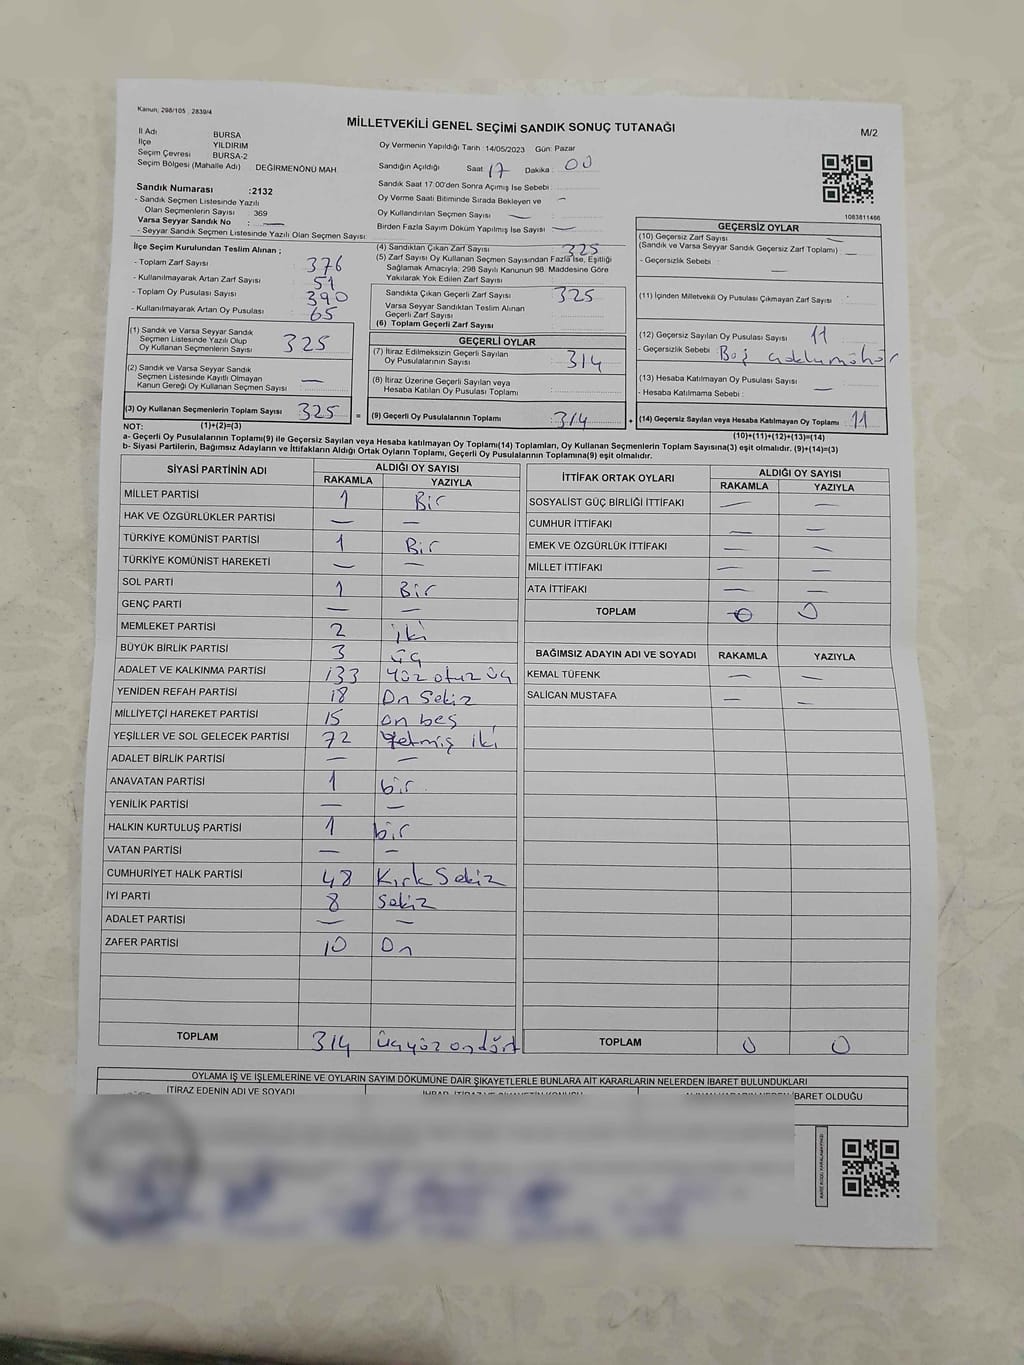 Kanun; 298/105 , 2839/4
MİLLETVEKİLİ GENEL SEÇİMİ SANDIK SONUÇ TUTANAĞI
M/2
İl Adı BURSA
İlçe YILDIRIM
Seçim Çevresi BURSA-2
Seçim Bölgesi (Mahalle Adı) DEĞİRMENÖNÜ MAH.
Oy Vermenin Yapıldığı Tarih :14/05/2023 Gün: Pazar
Sandığın Açıldığı Saat: 17 Dakika : 00
Sandık Saat 17:00'den Sonra Açımış İse Sebebi :
Oy Verme Saati Bitiminde Sırada Bekleyen ve –
Oy Kullandırılan Seçmen Sayısı : —
Birden Fazla Sayım Döküm Yapılmış İse Sayısı : —
1083811466
Sandık Numarası :2132
- Sandık Seçmen Listesinde Yazılı
Olan Seçmenlerin Sayısı : 369
Varsa Seyyar Sandık No : —
- Seyyar Sandık Seçmen Listesinde Yazılı Olan Seçmen Sayısı:
İlçe Seçim Kurulundan Teslim Alınan ;
- Toplam Zarf Sayısı : 376
- Kullanılmayarak Artan Zarf Sayısı : 51
- Toplam Oy Pusulası Sayısı : 390
- Kullanılmayarak Artan Oy Pusulası : 65
(4) Sandıktan Çıkan Zarf Sayısı : 325
(5) Zarf Sayısı Oy Kullanan Seçmen Sayısından Fazla İse, Eşitliği
Sağlamak Amacıyla; 298 Sayılı Kanunun 98. Maddesine Göre
Yakılarak Yok Edilen Zarf Sayısı :
Sandıkta Çıkan Geçerli Zarf Sayısı : 325
Varsa Seyyar Sandıktan Teslim Alınan
Geçerli Zarf Sayısı :
(6) Toplam Geçerli Zarf Sayısı :
GEÇERSİZ OYLAR
(10) Geçersiz Zarf Sayısı : —
(Sandık ve Varsa Seyyar Sandık Geçersiz Zarf Toplamı)
- Geçersizlik Sebebi : —
(11) İçinden Milletvekili Oy Pusulası Çıkmayan Zarf Sayısı :
(12) Geçersiz Sayılan Oy Pusulası Sayısı : 11
- Geçersizlik Sebebi : Boş
(13) Hesaba Katılmayan Oy Pusulası Sayısı : —
- Hesaba Katılmama Sebebi :
(14) Geçersiz Sayılan veya Hesaba Katılmayan Oy Toplamı : 11
(10)+(11)+(12)+(13)=(14)
(1) Sandık ve Varsa Seyyar Sandık
Seçmen Listesinde Yazılı Olup
Oy Kullanan Seçmenlerin Sayısı : 325
(2) Sandık ve Varsa Seyyar Sandık
Seçmen Listesinde Kayıtlı Olmayan
Kanun Gereği Oy Kullanan Seçmen Sayısı : —
(3) Oy Kullanan Seçmenlerin Toplam Sayısı : 325 =
GEÇERLİ OYLAR
(7) İtiraz Edilmeksizin Geçerli Sayılan
Oy Pusulalarının Sayısı : 314
(8) İtiraz Üzerine Geçerli Sayılan veya
Hesaba Katılan Oy Pusulası Toplamı :
(9) Geçerli Oy Pusulalarının Toplamı : 314 +
NOT: (1)+(2)=(3)
a- Geçerli Oy Pusulalarının Toplamı(9) ile Geçersiz Sayılan veya Hesaba katılmayan Oy Toplamı(14) Toplamları, Oy Kullanan Seçmenlerin Toplam Sayısına(3) eşit olmalıdır. (9)+(14)=(3)
b- Siyasi Partilerin, Bağımsız Adayların ve İttifakların Aldığı Ortak Oyların Toplamı, Geçerli Oy Pusulalarının Toplamına(9) eşit olmalıdır.
SİYASİ PARTİNİN ADI ALDIĞI OY SAYISI
RAKAMLA YAZIYLA
MİLLET PARTİSİ 1 Bir
HAK VE ÖZGÜRLÜKLER PARTİSİ — —
TÜRKİYE KOMÜNİST PARTİSİ 1 Bir
TÜRKİYE KOMÜNİST HAREKETİ — —
SOL PARTİ 1 Bir
GENÇ PARTİ — —
MEMLEKET PARTİSİ 2 iki
BÜYÜK BİRLİK PARTİSİ 3 üç
ADALET VE KALKINMA PARTİSİ 133 Yüz otuz üç
YENİDEN REFAH PARTİSİ 18 On Sekiz
MİLLİYETÇİ HAREKET PARTİSİ 15 on beş
YEŞİLLER VE SOL GELECEK PARTİSİ 72 Yetmiş iki
ADALET BİRLİK PARTİSİ — —
ANAVATAN PARTİSİ 1 bir
YENİLİK PARTİSİ — —
HALKIN KURTULUŞ PARTİSİ 1 bir
VATAN PARTİSİ — —
CUMHURİYET HALK PARTİSİ 48 Kırk Sekiz
İYİ PARTİ 8 Sekiz
ADALET PARTİSİ — —
ZAFER PARTİSİ 10 On
TOPLAM 314 üçyüz ondört
İTTİFAK ORTAK OYLARI ALDIĞI OY SAYISI
RAKAMLA YAZIYLA
SOSYALİST GÜÇ BİRLİĞİ İTTİFAKI — —
CUMHUR İTTİFAKI — —
EMEK VE ÖZGÜRLÜK İTTİFAKI — —
MİLLET İTTİFAKI — —
ATA İTTİFAKI — —
TOPLAM 0 0
BAĞIMSIZ ADAYIN ADI VE SOYADI RAKAMLA YAZIYLA
KEMAL TÜFENK — —
SALİCAN MUSTAFA — —
TOPLAM 0 0
OYLAMA İŞ VE İŞLEMLERİNE VE OYLARIN SAYIM DÖKÜMÜNE DAİR ŞİKAYETLERLE BUNLARA AİT KARARLARIN NELERDEN İBARET BULUNDUKLARI
İTİRAZ EDENİN ADI VE SOYADI
İBARET OLDUĞU